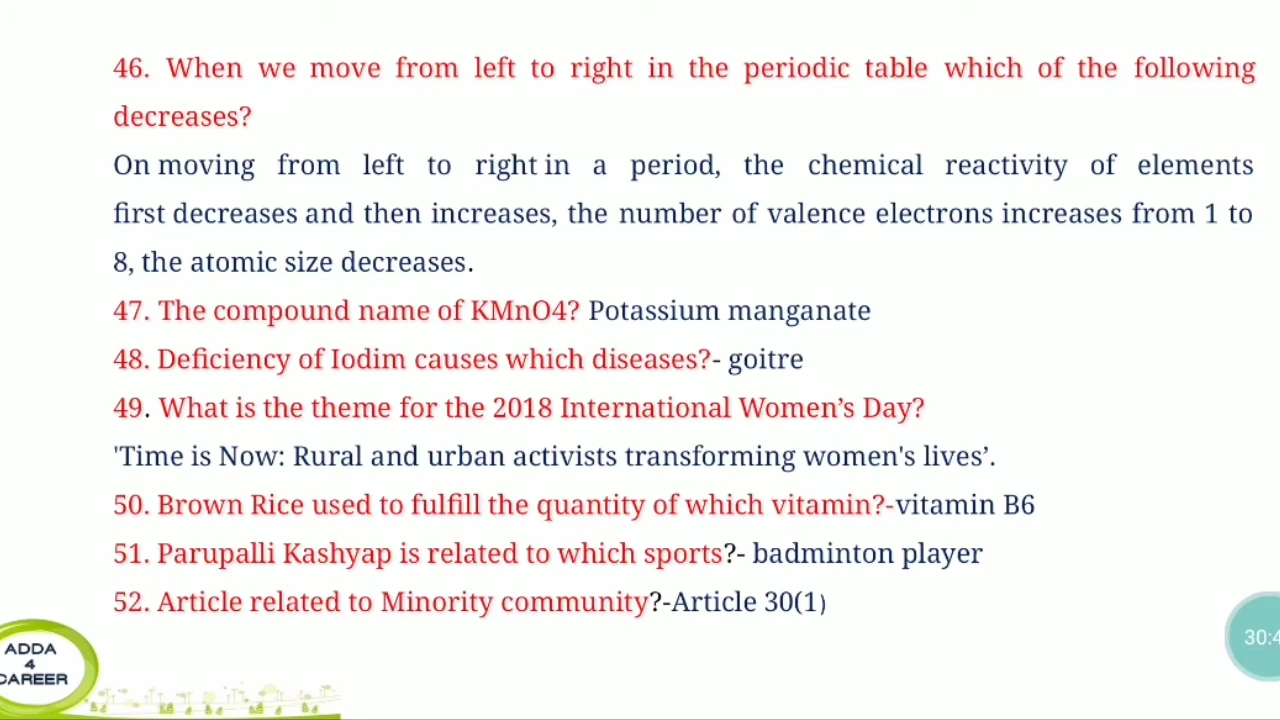 46. When we move from left to right in the periodic table which of the following
decreases?
On moving from left to right in a period, the chemical reactivity of elements
first decreases and then increases, the number of valence electrons increases from 1 to
8, the atomic size decreases.
47. The compound name of KMnO4? Potassium manganate
48. Deficiency of Iodim causes which diseases?- goitre
49. What is the theme for the 2018 International Women’s Day?
'Time is Now: Rural and urban activists transforming women's lives’.
50. Brown Rice used to fulfill the quantity of which vitamin?-vitamin B6
51. Parupalli Kashyap is related to which sports?- badminton player
52. Article related to Minority community?-Article 30(1)
ADDA
4
CAREER
30:4